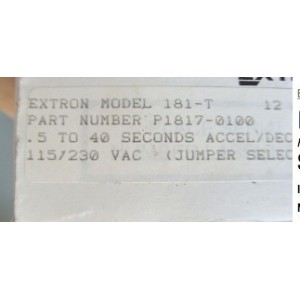 EXTRON MODEL 181-T 12
PART NUMBER P1817-0100
.5 TO 40 SECONDS ACCEL/DEC
115/230 VAC (JUMPER SELEC